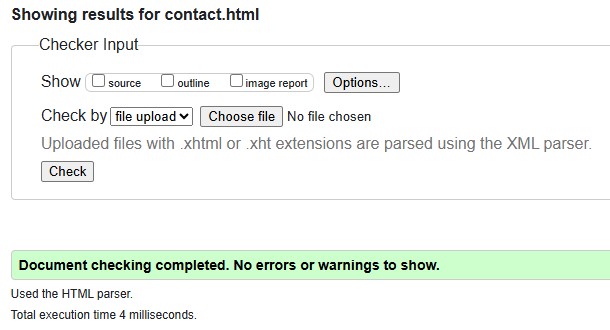 Showing results for contact.html
Checker Input
Show source outline image report Options...
Check by file upload Choose file No file chosen
Uploaded files with .xhtml or .xht extensions are parsed using the XML parser.
Check
Document checking completed. No errors or warnings to show.
Used the HTML parser.
Total execution time 4 milliseconds.